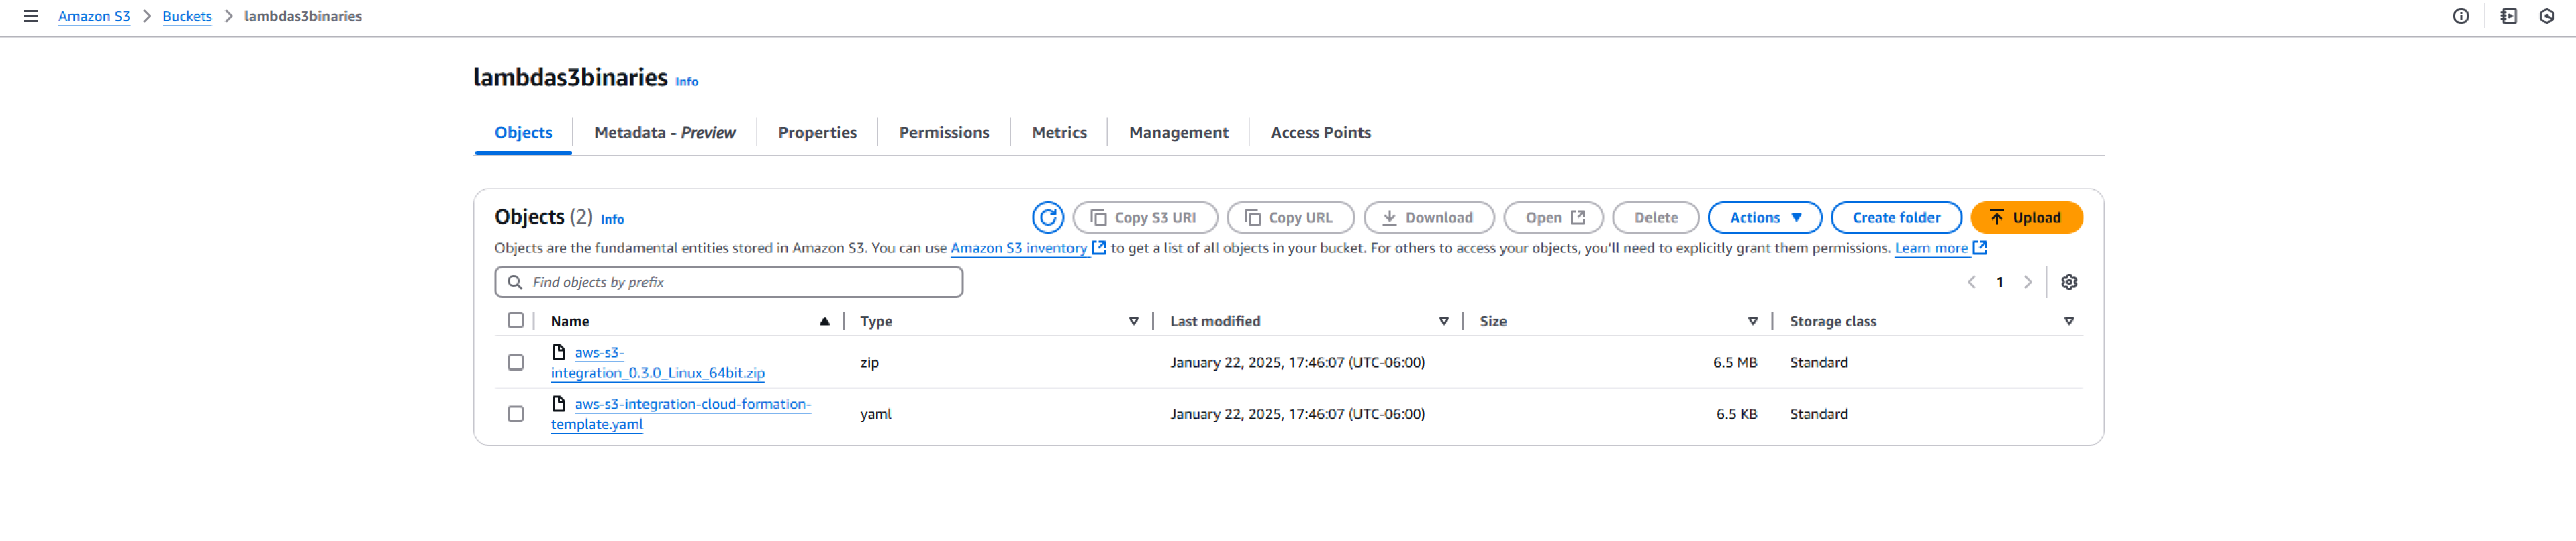 Amazon S3 > Buckets > lambdas3binaries
lambdas3binaries Info
Objects Metadata - Preview Properties Permissions Metrics Management Access Points
Objects (2) Info Copy S3 URI Copy URL Download Open Delete Actions Create folder Upload
Objects are the fundamental entities stored in Amazon S3. You can use Amazon S3 inventory to get a list of all objects in your bucket. For others to access your objects, you'll need to explicitly grant them permissions. Learn more
Find objects by prefix 1
Name Type Last modified Size Storage class
aws-s3-
integration_0.3.0_Linux_64bit.zip zip January 22, 2025, 17:46:07 (UTC-06:00) 6.5 MB Standard
aws-s3-integration-cloud-formation-
template.yaml yaml January 22, 2025, 17:46:07 (UTC-06:00) 6.5 KB Standard